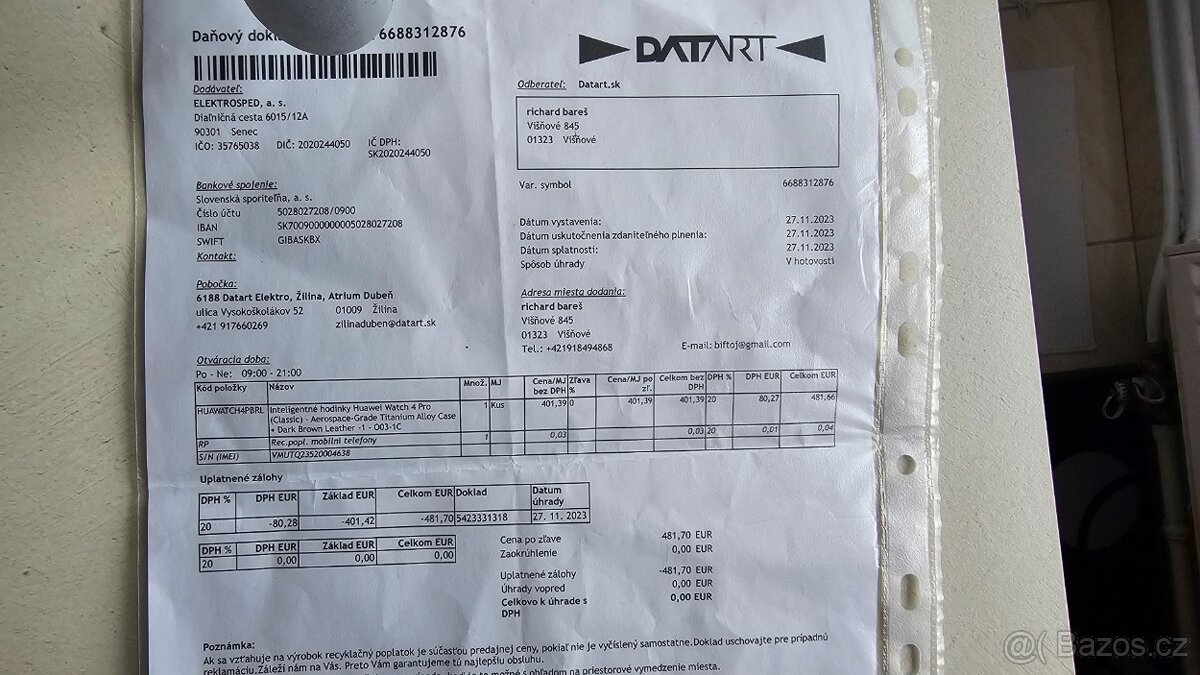 Daňový dokl 6688312876
DATART
Dodávateľ:
ELEKTROSPED, a. s.
Diaľničná cesta 6015/12A
90301 Senec
IČO: 35765038 DIČ: 2020244050 IČ DPH: SK2020244050
Odberateľ: Datart.sk
richard bareš
Višňové 845
01323 Višňové
Bankové spojenie:
Slovenská sporiteľňa, a. s.
Číslo účtu 5028027208/0900
IBAN SK7009000000005028027208
SWIFT GIBASKBX
Kontakt:
Var. symbol 6688312876
Dátum vystavenia: 27.11.2023
Dátum uskutočnenia zdaniteľného plnenia: 27.11.2023
Dátum splatnosti: 27.11.2023
Spôsob úhrady V hotovosti
Pobočka:
6188 Datart Elektro, Žilina, Atrium Dubeň
ulica Vysokoškolákov 52 01009 Žilina
+421 917660269 zilinaduben@datart.sk
Adresa miesta dodania:
richard bareš
Višňové 845
01323 Višňové
Tel.: +421918494868 E-mail: biftoj@gmail.com
Otváracia doba:
Po - Ne: 09:00 - 21:00
Kód položky Názov Množ. MJ Cena/MJ bez DPH Zľava % Cena/MJ po zľ. Celkom bez DPH DPH % DPH EUR Celkom EUR
HUAWATCH4PBRL Inteligentné hodinky Huawei Watch 4 Pro 1 Kus 401,39 0 401,39 401,39 20 80,27 481,66
(Classic) - Aerospace-Grade Titanium Alloy Case
+ Dark Brown Leather -1 - O03-1C
RP Rec.popl. mobilní telefony 1 0,03 0,03 20 0,01 0,04
S/N (IMEI) VMUTQ23520004638
Uplatnené zálohy
DPH % DPH EUR Základ EUR Celkom EUR Doklad Datum úhrady
20 -80,28 -401,42 -481,70 5423331318 27. 11. 2023
DPH % DPH EUR Základ EUR Celkom EUR
20 0,00 0,00 0,00
Cena po zľave 481,70 EUR
Zaokrúhlenie 0,00 EUR
Uplatnené zálohy -481,70 EUR
Úhrady vopred 0,00 EUR
Celkovo k úhrade s DPH 0,00 EUR
Poznámka:
Ak sa vzťahuje na výrobok recyklačný poplatok je súčasťou predajnej ceny, pokiaľ nie je vyčíslený samostatne.Doklad uschovajte pre prípadnú
reklamáciu.Záleží nám na Vás. Preto Vám garantujeme tú najlepšiu obsluhu.
možné s ohľadom na priestorové vymedzenie miesta.
Bazos.cz